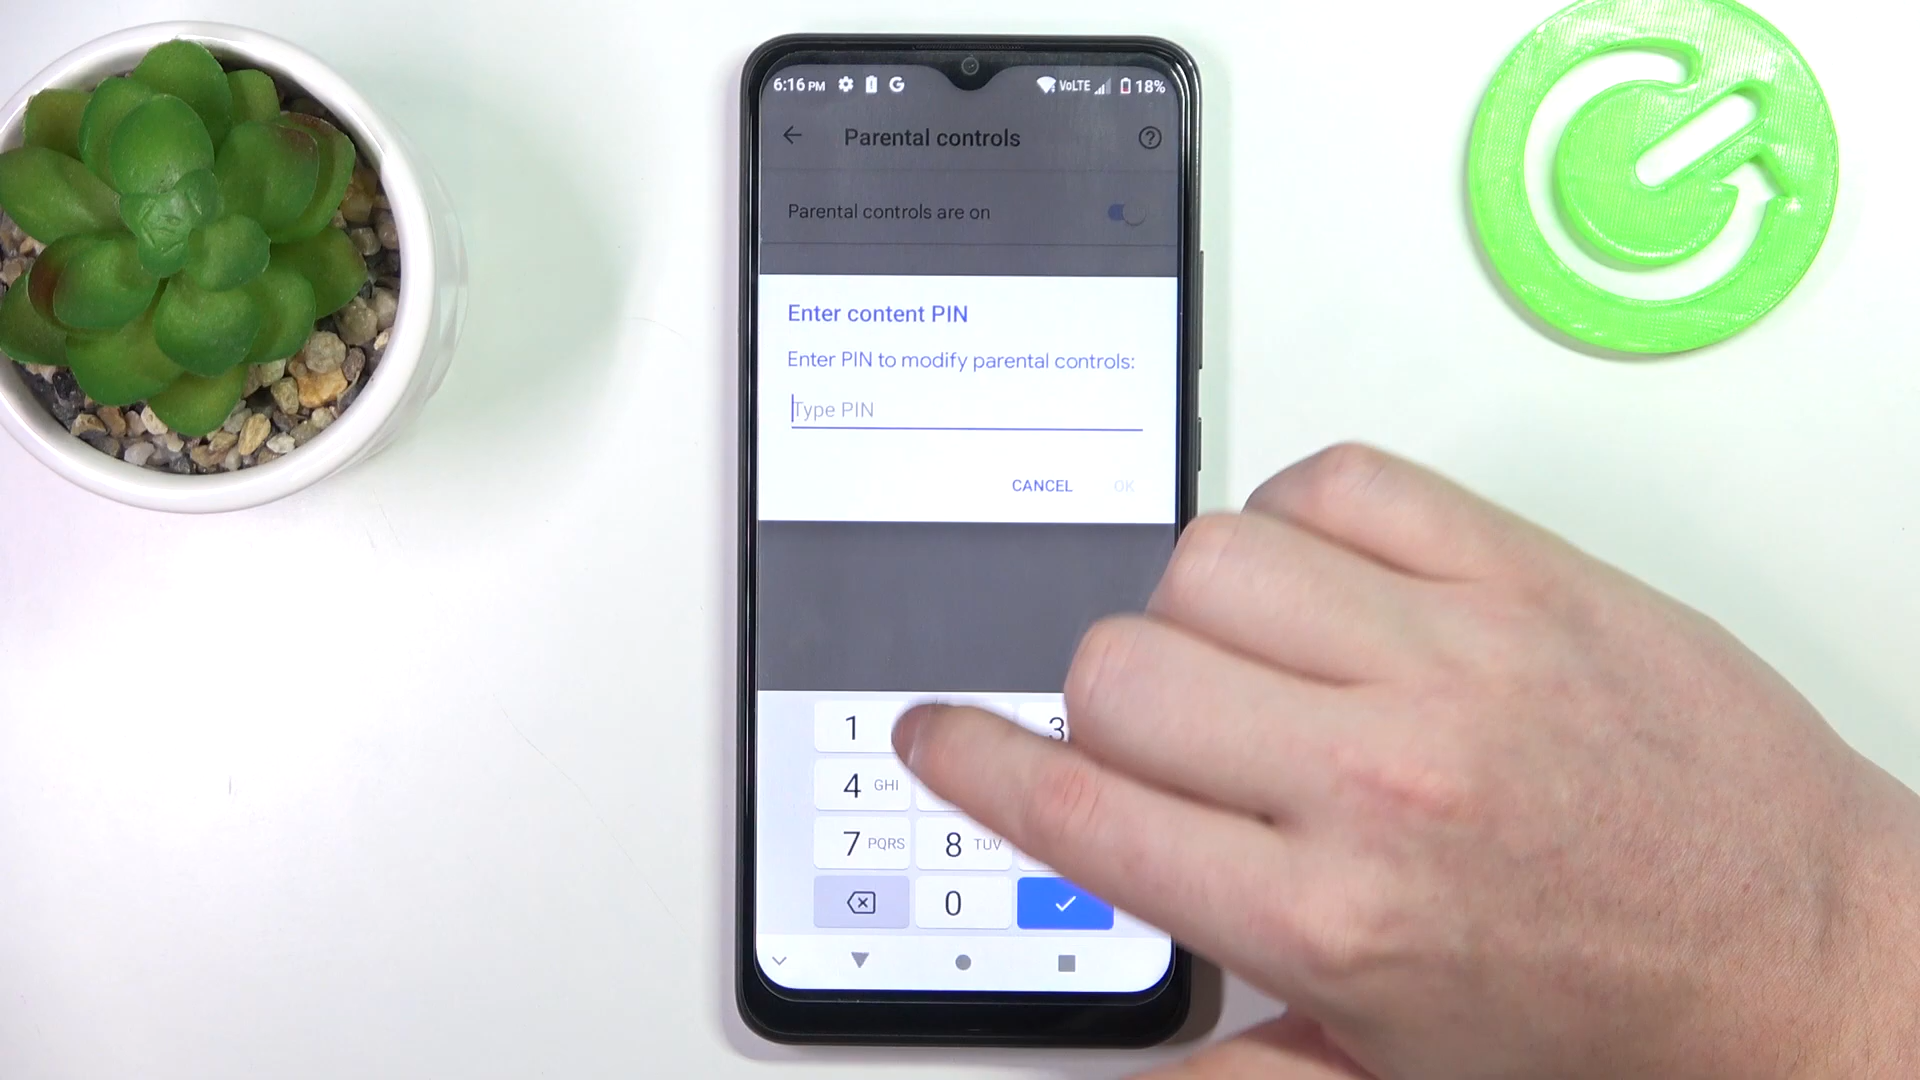 6:16 PM G VoLTE 18%
Parental controls
Parental controls are on
Enter content PIN
Enter PIN to modify parental controls:
Type PIN
CANCEL OK
1 3
4 GHI
7 PQRS 8 TUV
0